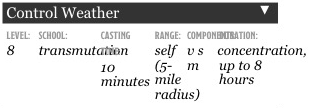 Control Weather ▼
LEVEL: SCHOOL: CASTING RANGE: COMPONENTS: DURATION:
8 transmutation self v s concentration,
10 (5- m up to 8
minutes mile hours
radius)